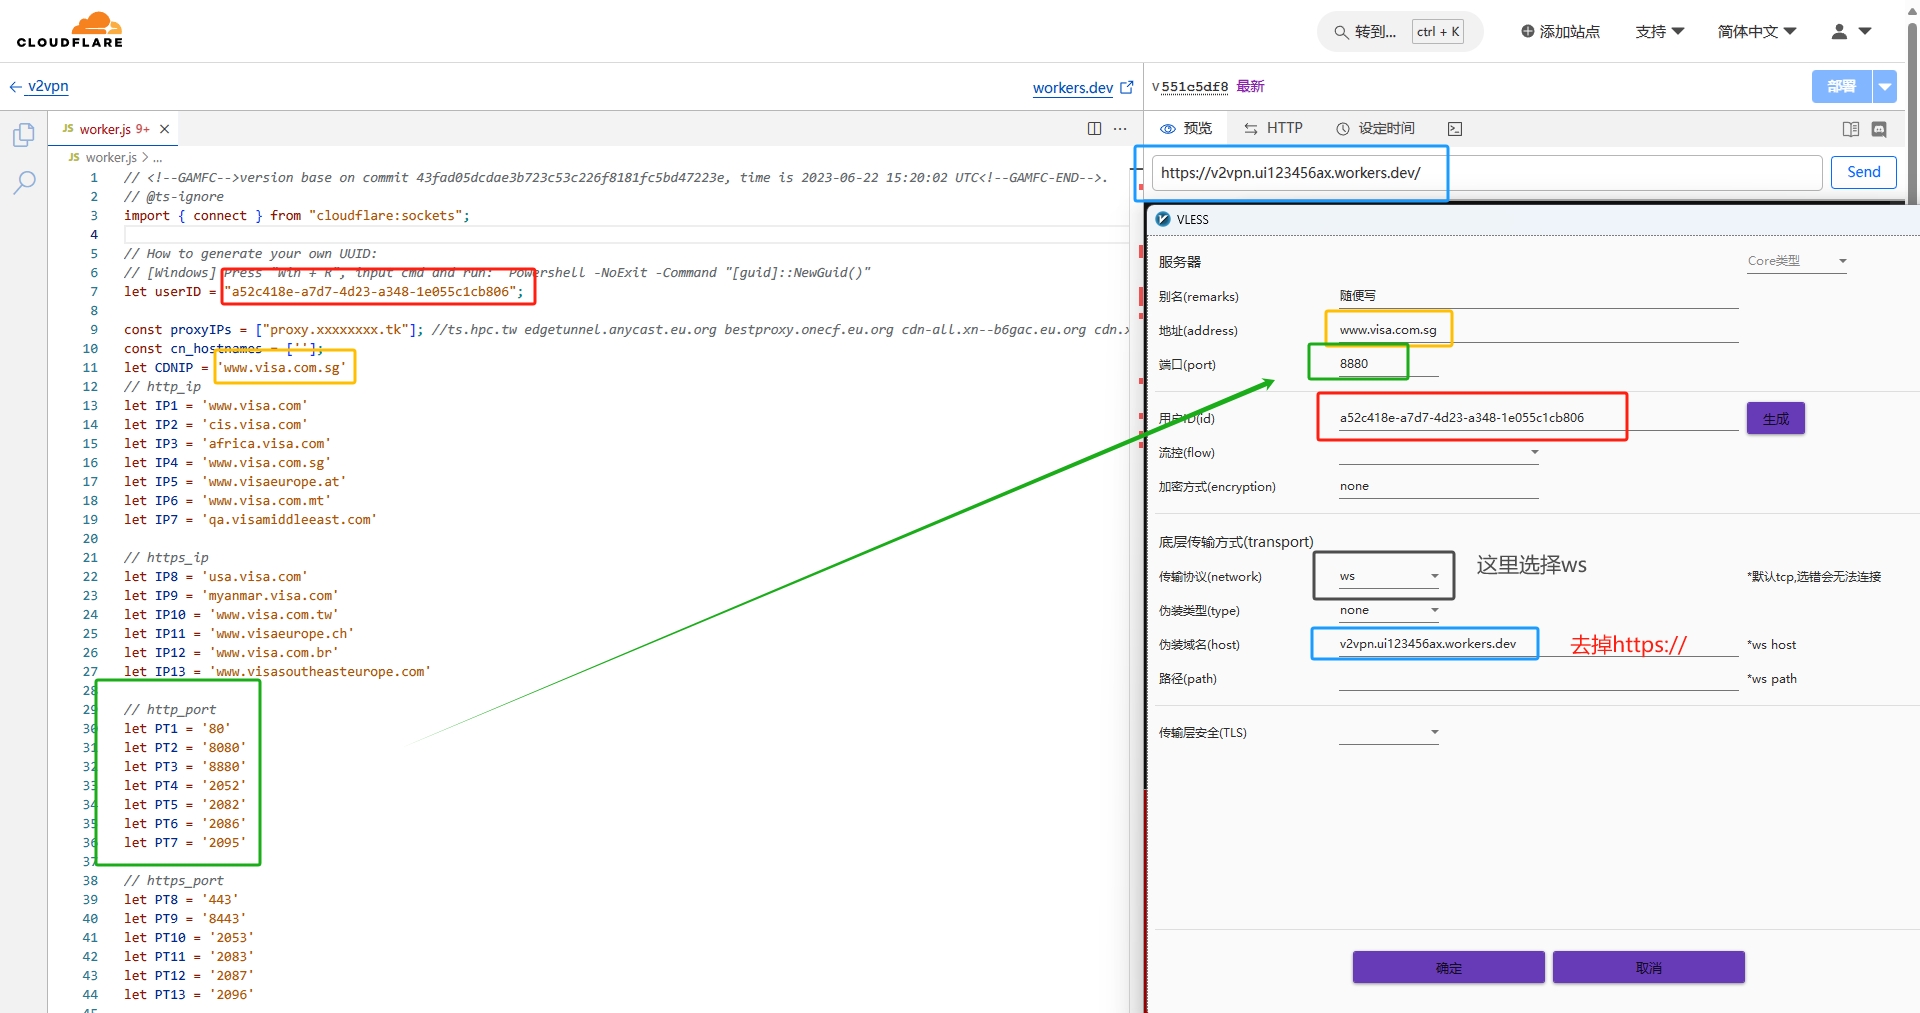 CLOUDFLARE
转到... ctrl + K
添加站点
支持
简体中文
v2vpn
workers.dev
v551c5df8 最新
部署
JS worker.js 9+
预览
HTTP
设定时间
JS worker.js > ...
https://v2vpn.ui123456ax.workers.dev/
Send
1 // <!--GAMFC-->version base on commit 43fad05dcdae3b723c53c226f8181fc5bd47223e, time is 2023-06-22 15:20:02 UTC<!--GAMFC-END-->.
2 // @ts-ignore
3 import { connect } from "cloudflare:sockets";
4
5 // How to generate your own UUID:
6 // [Windows] Press "Win + R", input cmd and run: Powershell -NoExit -Command "[guid]::NewGuid()"
7 let userID = "a52c418e-a7d7-4d23-a348-1e055c1cb806";
8
9 const proxyIPs = ["proxy.xxxxxxxx.tk"]; //ts.hpc.tw edgetunnel.anycast.eu.org bestproxy.onecf.eu.org cdn-all.xn--b6gac.eu.org cdn.x
10 const cn_hostnames = [''];
11 let CDNIP = 'www.visa.com.sg'
12 // http_ip
13 let IP1 = 'www.visa.com'
14 let IP2 = 'cis.visa.com'
15 let IP3 = 'africa.visa.com'
16 let IP4 = 'www.visa.com.sg'
17 let IP5 = 'www.visaeurope.at'
18 let IP6 = 'www.visa.com.mt'
19 let IP7 = 'qa.visamiddleeast.com'
20
21 // https_ip
22 let IP8 = 'usa.visa.com'
23 let IP9 = 'myanmar.visa.com'
24 let IP10 = 'www.visa.com.tw'
25 let IP11 = 'www.visaeurope.ch'
26 let IP12 = 'www.visa.com.br'
27 let IP13 = 'www.visasoutheasteurope.com'
28
29 // http_port
30 let PT1 = '80'
31 let PT2 = '8080'
32 let PT3 = '8880'
33 let PT4 = '2052'
34 let PT5 = '2082'
35 let PT6 = '2086'
36 let PT7 = '2095'
37
38 // https_port
39 let PT8 = '443'
40 let PT9 = '8443'
41 let PT10 = '2053'
42 let PT11 = '2083'
43 let PT12 = '2087'
44 let PT13 = '2096'
VLESS
服务器
Core类型
别名(remarks) 随便写
地址(address) www.visa.com.sg
端口(port) 8880
用户ID(id) a52c418e-a7d7-4d23-a348-1e055c1cb806 生成
流控(flow)
加密方式(encryption) none
底层传输方式(transport)
传输协议(network) ws 这里选择ws *默认tcp,选错会无法连接
伪装类型(type) none
伪装域名(host) v2vpn.ui123456ax.workers.dev 去掉https:// *ws host
路径(path) *ws path
传输层安全(TLS)
确定 取消